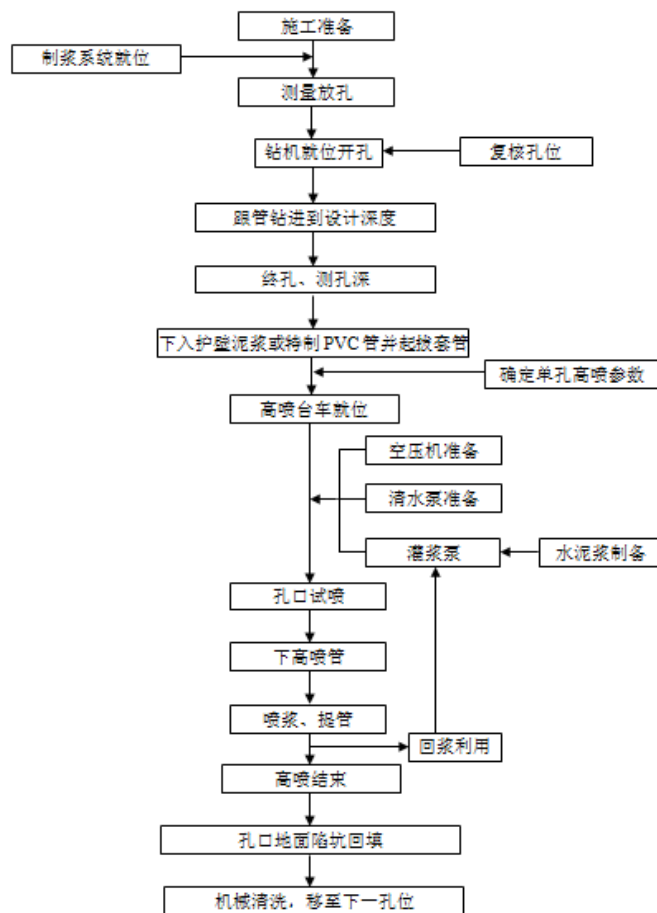 施工准备
制浆系统就位
测量放孔
钻机就位开孔
复核孔位
跟管钻进到设计深度
终孔、测孔深
下入护壁泥浆或特制PVC管并起拔套管
确定单孔高喷参数
高喷台车就位
空压机准备
清水泵准备
灌浆泵
水泥浆制备
孔口试喷
下高喷管
喷浆、提管
回浆利用
高喷结束
孔口地面陷坑回填
机械清洗，移至下一孔位